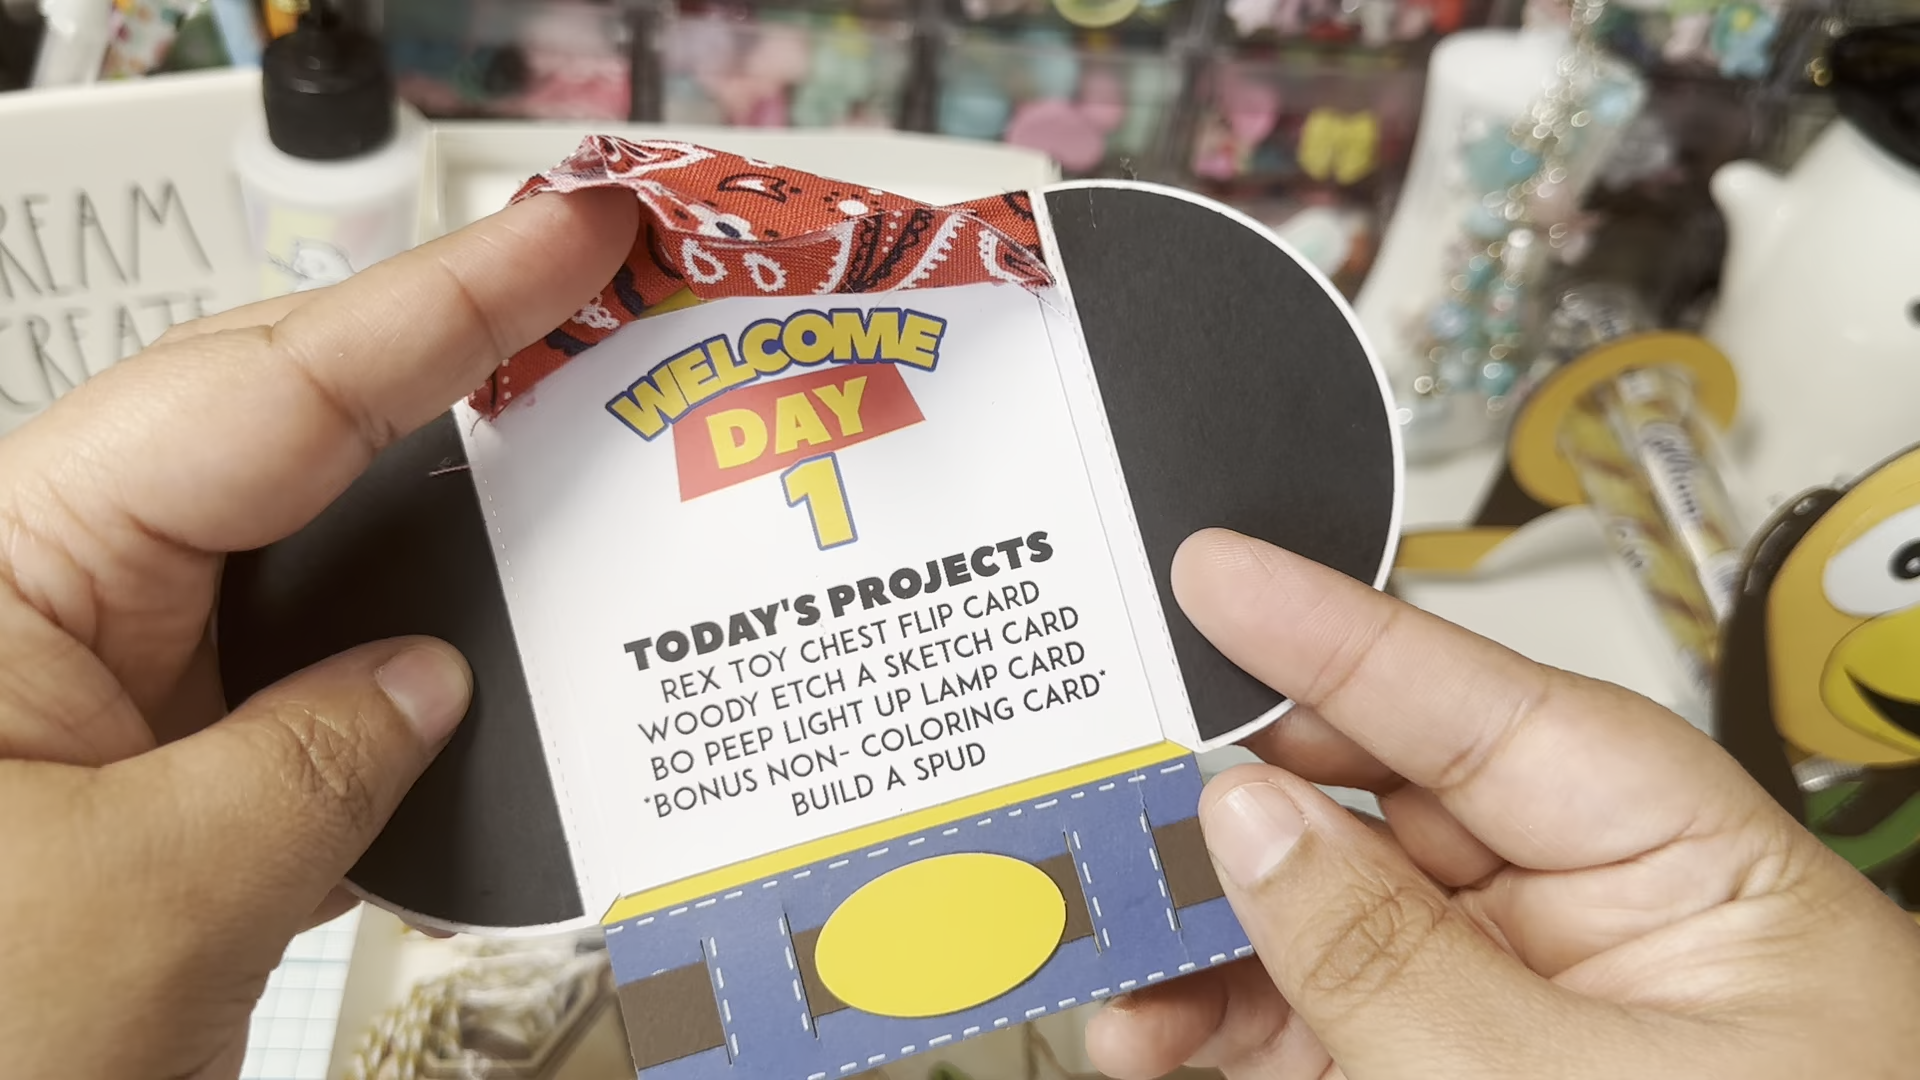 REAM
CREATE
WELCOME
DAY
1
TODAY'S PROJECTS
REX TOY CHEST FLIP CARD
WOODY ETCH A SKETCH CARD
BO PEEP LIGHT UP LAMP CARD
*BONUS NON- COLORING CARD*
BUILD A SPUD